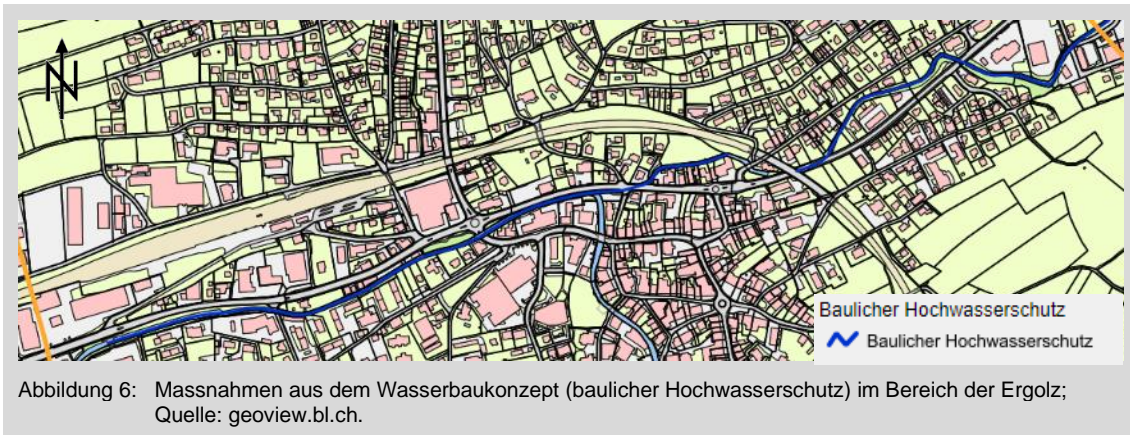 N
Baulicher Hochwasserschutz
Baulicher Hochwasserschutz
Abbildung 6: Massnahmen aus dem Wasserbaukonzept (baulicher Hochwasserschutz) im Bereich der Ergolz;
Quelle: geoview.bl.ch.